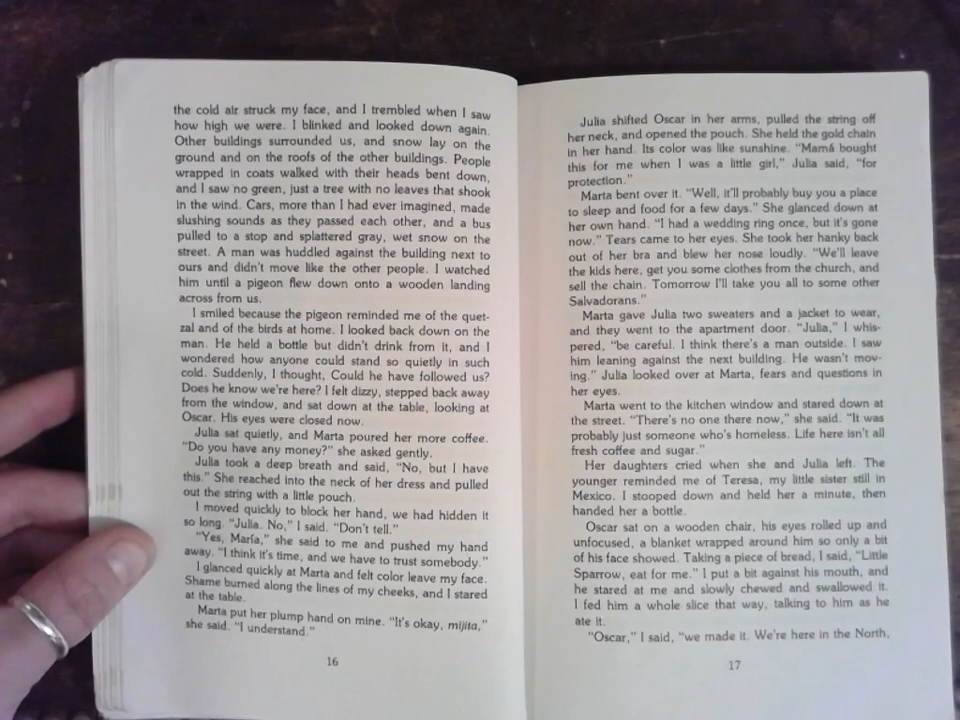 the cold air struck my face, and I trembled when I saw
how high we were. I blinked and looked down again.
Other buildings surrounded us, and snow lay on the
ground and on the roofs of the other buildings. People
wrapped in coats walked with their heads bent down,
and I saw no green, just a tree with no leaves that shook
in the wind. Cars, more than I had ever imagined, made
slushing sounds as they passed each other, and a bus
pulled to a stop and splattered gray, wet snow on the
street. A man was huddled against the building next to
ours and didn't move like the other people. I watched
him until a pigeon flew down onto a wooden landing
across from us.
I smiled because the pigeon reminded me of the quet-
zal and of the birds at home. I looked back down on the
man. He held a bottle but didn't drink from it, and I
wondered how anyone could stand so quietly in such
cold. Suddenly, I thought, Could he have followed us?
Does he know we're here? I felt dizzy, stepped back away
from the window, and sat down at the table, looking at
Oscar. His eyes were closed now.
Julia sat quietly, and Marta poured her more coffee.
"Do you have any money?" she asked gently.
Julia took a deep breath and said, "No, but I have
this." She reached into the neck of her dress and pulled
out the string with a little pouch.
I moved quickly to block her hand, we had hidden it
so long. "Julia. No," I said. "Don't tell."
"Yes, María," she said to me and pushed my hand
away. "I think it's time, and we have to trust somebody."
I glanced quickly at Marta and felt color leave my face.
Shame burned along the lines of my cheeks, and I stared
at the table.
Marta put her plump hand on mine. "It's okay, mijita,"
she said. "I understand."
16
Julia shifted Oscar in her arms, pulled the string off
her neck, and opened the pouch. She held the gold chain
in her hand. Its color was like sunshine. "Mamá bought
this for me when I was a little girl," Julia said, "for
protection."
Marta bent over it. "Well, it'll probably buy you a place
to sleep and food for a few days." She glanced down at
her own hand. "I had a wedding ring once, but it's gone
now." Tears came to her eyes. She took her hanky back
out of her bra and blew her nose loudly. "We'll leave
the kids here, get you some clothes from the church, and
sell the chain. Tomorrow I'll take you all to some other
Salvadorans."
Marta gave Julia two sweaters and a jacket to wear,
and they went to the apartment door. "Julia," I whis-
pered, "be careful. I think there's a man outside. I saw
him leaning against the next building. He wasn't mov-
ing." Julia looked over at Marta, fears and questions in
her eyes.
Marta went to the kitchen window and stared down at
the street. "There's no one there now," she said. "It was
probably just someone who's homeless. Life here isn't all
fresh coffee and sugar."
Her daughters cried when she and Julia left. The
younger reminded me of Teresa, my little sister still in
Mexico. I stooped down and held her a minute, then
handed her a bottle.
Oscar sat on a wooden chair, his eyes rolled up and
unfocused, a blanket wrapped around him so only a bit
of his face showed. Taking a piece of bread, I said, "Little
Sparrow, eat for me." I put a bit against his mouth, and
he stared at me and slowly chewed and swallowed it.
I fed him a whole slice that way, talking to him as he
ate it.
"Oscar," I said, "we made it. We're here in the North,
17